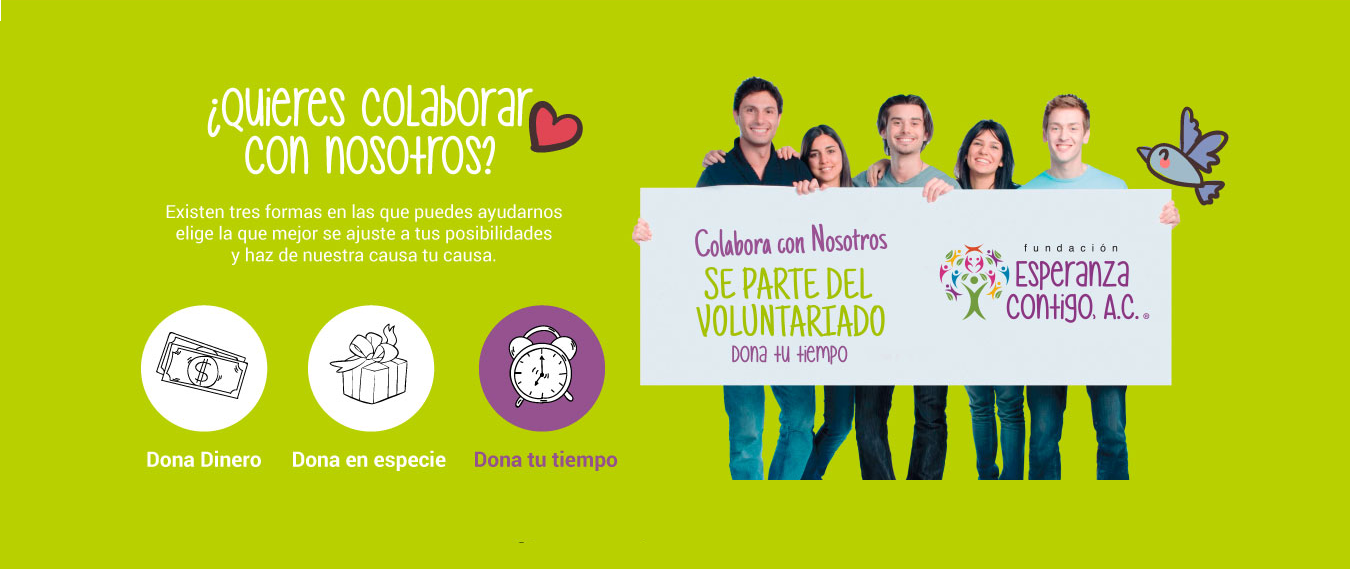 ¿Quieres colaborar
con nosotros?
Existen tres formas en las que puedes ayudarnos
elige la que mejor se ajuste a tus posibilidades
y haz de nuestra causa tu causa.
$
Dona Dinero
Dona en especie
Dona tu tiempo
Colabora con Nosotros
SE PARTE DEL
VOLUNTARIADO
Dona tu tiempo
fundación
Esperanza
contigo, A.C. ®